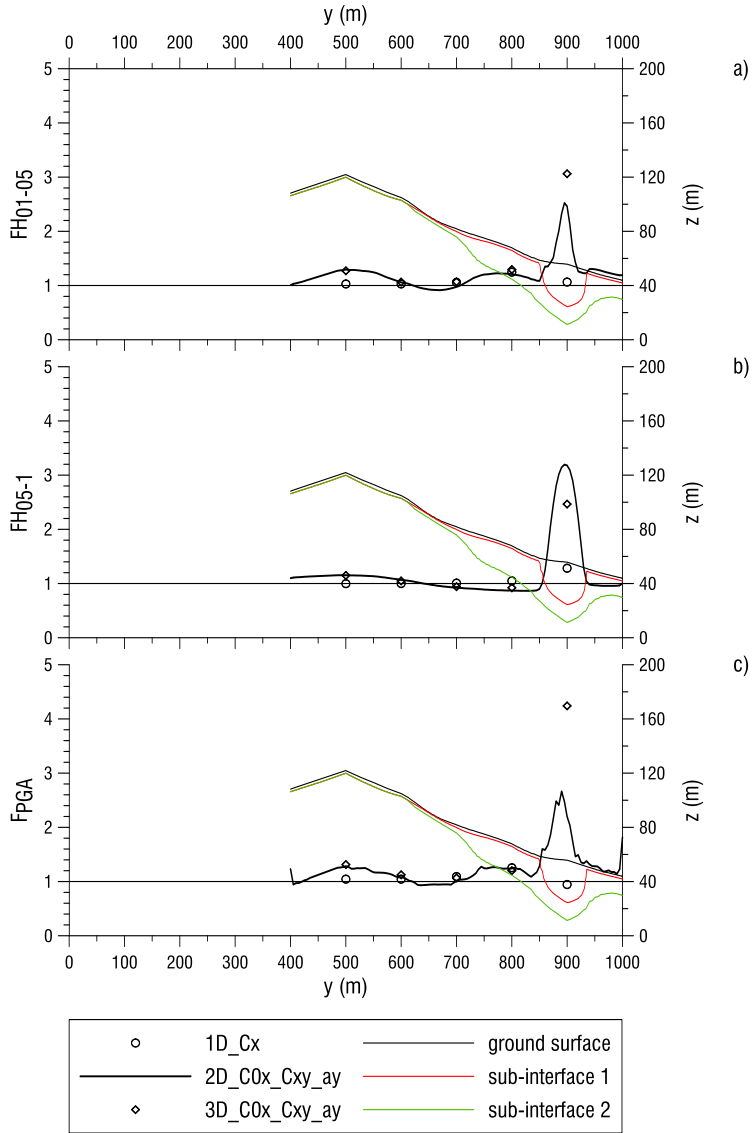 y (m)
0 100 200 300 400 500 600 700 800 900 1000
a)
5 4 3 2 1 0
FH01-05
200 160 120 80 40 0
z (m)
b)
5 4 3 2 1 0
FH05-1
200 160 120 80 40 0
z (m)
c)
5 4 3 2 1 0
FPGA
200 160 120 80 40 0
z (m)
0 100 200 300 400 500 600 700 800 900 1000
y (m)
1D_Cx ground surface
2D_C0x_Cxy_ay sub-interface 1
3D_C0x_Cxy_ay sub-interface 2